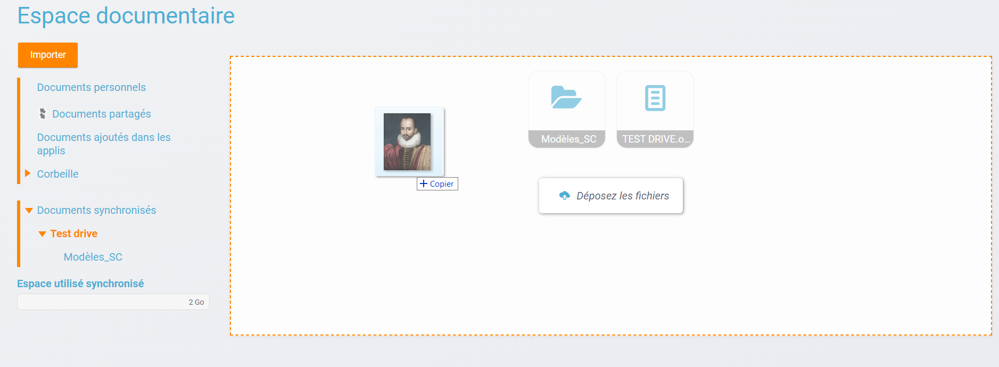 Espace documentaire
Importer
Documents personnels
Documents partagés
Documents ajoutés dans les
applis
Corbeille
Documents synchronisés
Test drive
Modèles_SC
Espace utilisé synchronisé
2 Go
Modèles_SC
TEST DRIVE.o...
Copier
Déposez les fichiers